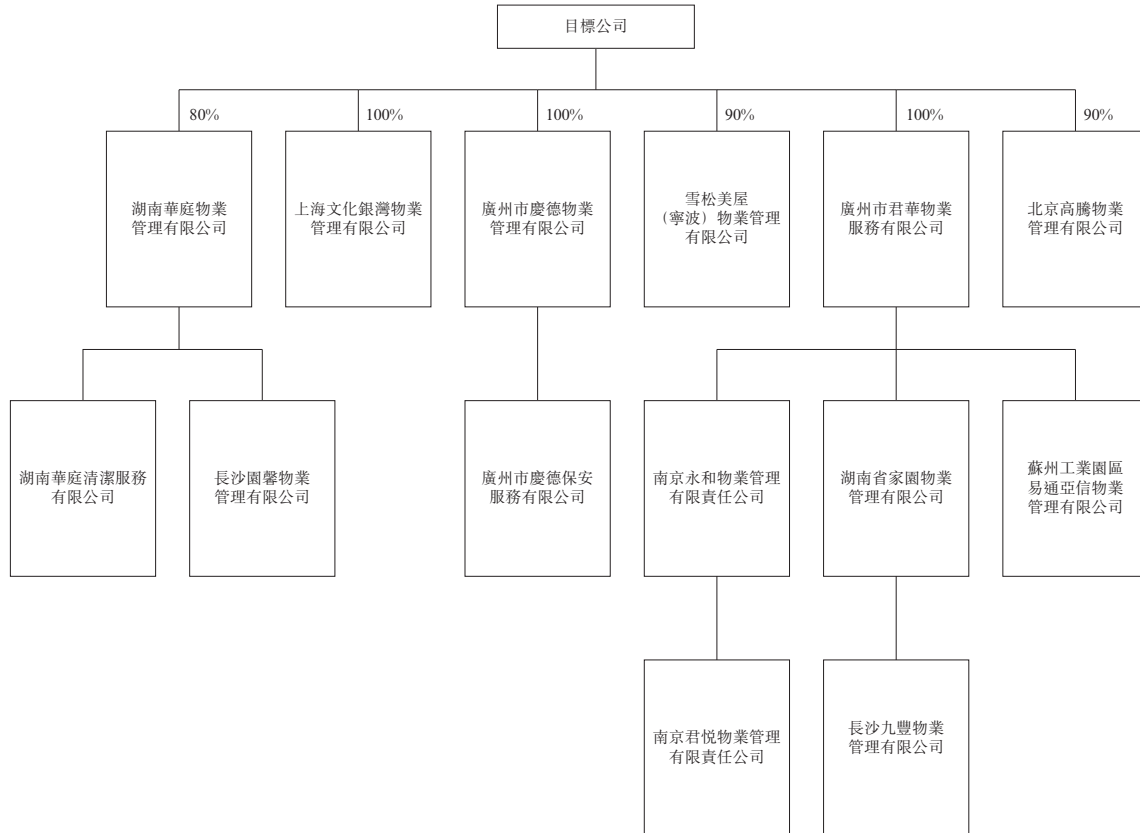 目標公司
80%
100%
100%
90%
100%
90%
湖南華庭物業
管理有限公司
上海文化銀灣物業
管理有限公司
廣州市慶德物業
管理有限公司
雪松美屋
（寧波）物業管理
有限公司
廣州市君華物業
服務有限公司
北京高騰物業
管理有限公司
湖南華庭清潔服務
有限公司
長沙園馨物業
管理有限公司
廣州市慶德保安
服務有限公司
南京永和物業管理
有限責任公司
湖南省家園物業
管理有限公司
蘇州工業園區
易通亞信物業
管理有限公司
南京君悦物業管理
有限責任公司
長沙九豐物業
管理有限公司